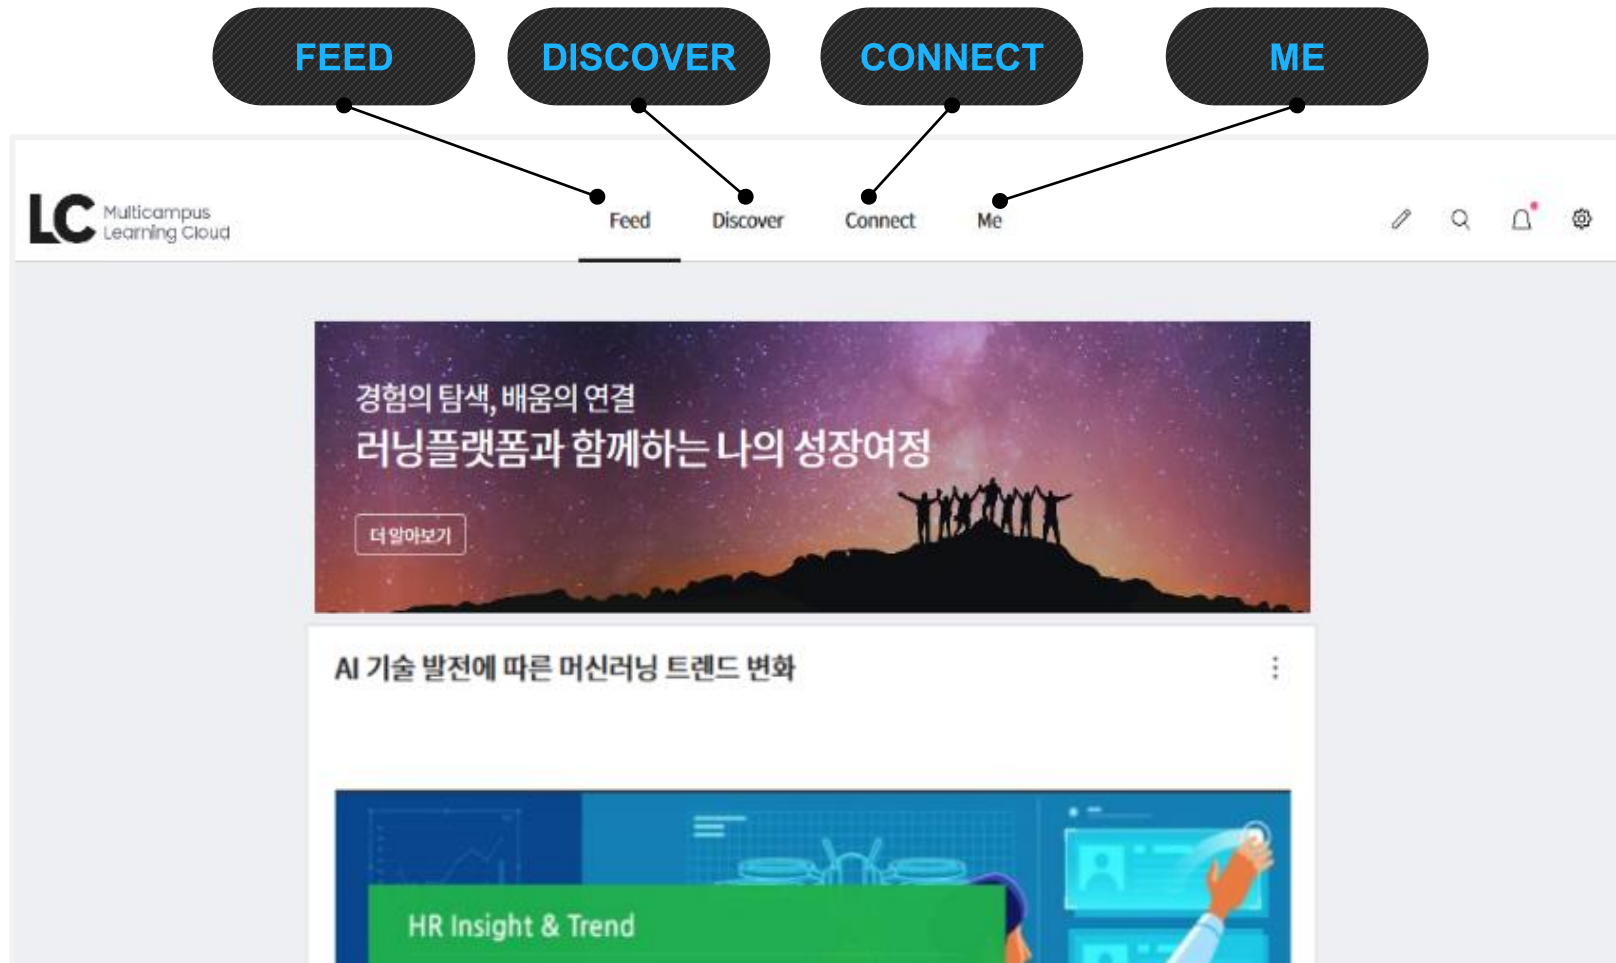 FEED DISCOVER CONNECT ME
Multicampus
Learning Cloud
LC
Feed Discover Connect Me
경험의 탐색, 배움의 연결
러닝플랫폼과 함께하는 나의 성장여정
더 알아보기
AI 기술 발전에 따른 머신러닝 트렌드 변화
HR Insight & Trend